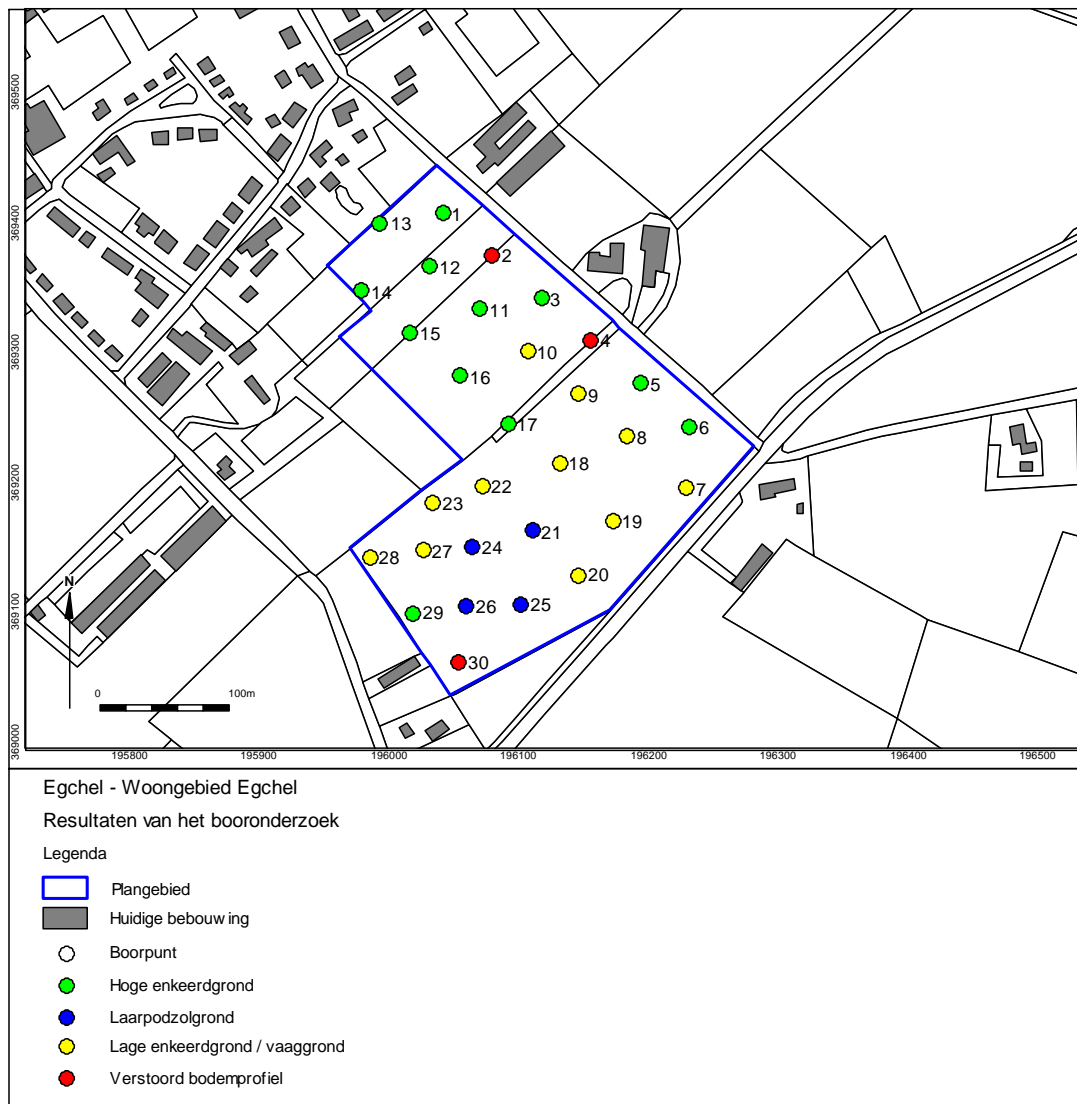 369500
369400
369300
369200
369100
369000
13
1
12
2
14
3
11
15
4
10
16
5
9
17
6
8
18
22
7
23
19
21
24
27
28
20
26
25
29
30
N
0 100m
195800 195900 196000 196100 196200 196300 196400 196500
Egchel - Woongebied Egchel
Resultaten van het booronderzoek
Legenda
Plangebied
Huidige bebouwing
Boorpunt
Hoge enkeerdgrond
Laarpodzolgrond
Lage enkeerdgrond / vaaggrond
Verstoord bodemprofiel